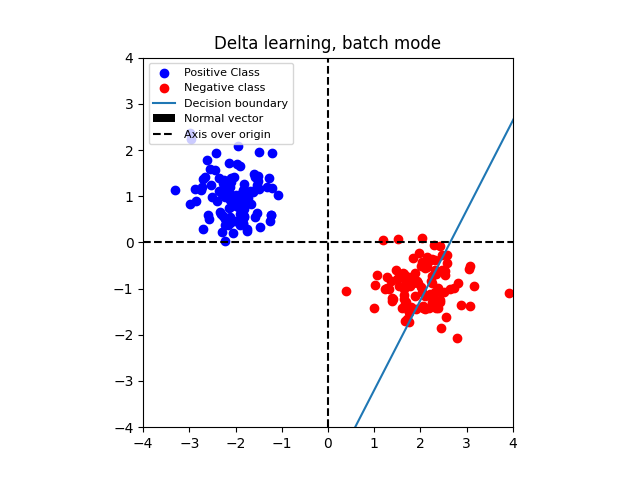 Delta learning, batch mode
Positive Class
Negative class
Decision boundary
Normal vector
Axis over origin
4
3
2
1
0
−1
−2
−3
−4
−4 −3 −2 −1 0 1 2 3 4